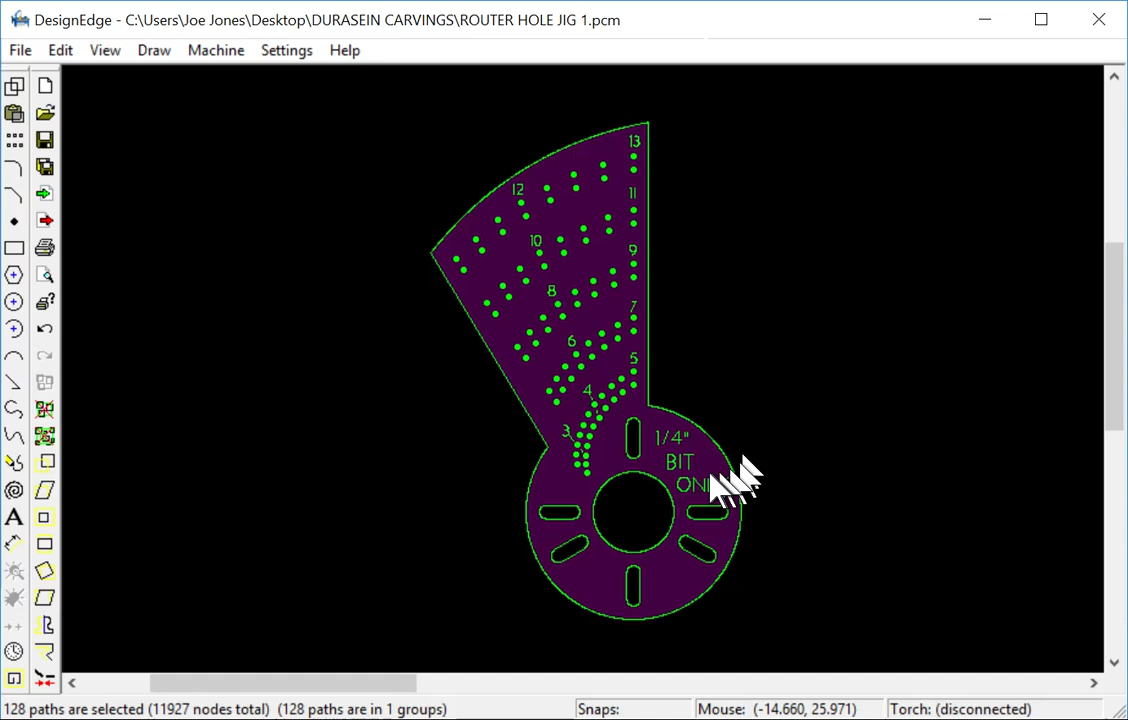 DesignEdge - C:\Users\Joe Jones\Desktop\DURASEIN CARVINGS\ROUTER HOLE JIG 1.pcm
File Edit View Draw Machine Settings Help
13
12
11
10
9
8
7
6
5
4
3
1/4"
BIT
A
128 paths are selected (11927 nodes total) (128 paths are in 1 groups) Snaps: Mouse: (-14.660, 25.971) Torch: (disconnected)